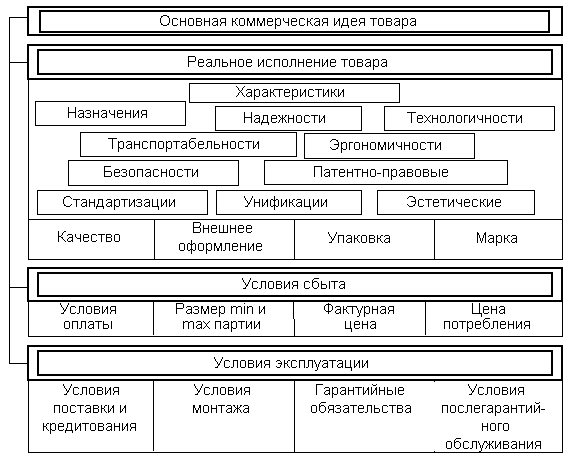 Основная коммерческая идея товара
Реальное исполнение товара
Характеристики
Назначения
Надежности
Технологичности
Транспортабельности
Эргономичности
Безопасности
Патентно-правовые
Стандартизации
Унификации
Эстетические
Качество
Внешнее
оформление
Упаковка
Марка
Условия сбыта
Условия
оплаты
Размер min и
max партии
Фактурная
цена
Цена
потребления
Условия эксплуатации
Условия
поставки и
кредитования
Условия
монтажа
Гарантийные
обязательства
Условия
послегарантий-
ного
обслуживания